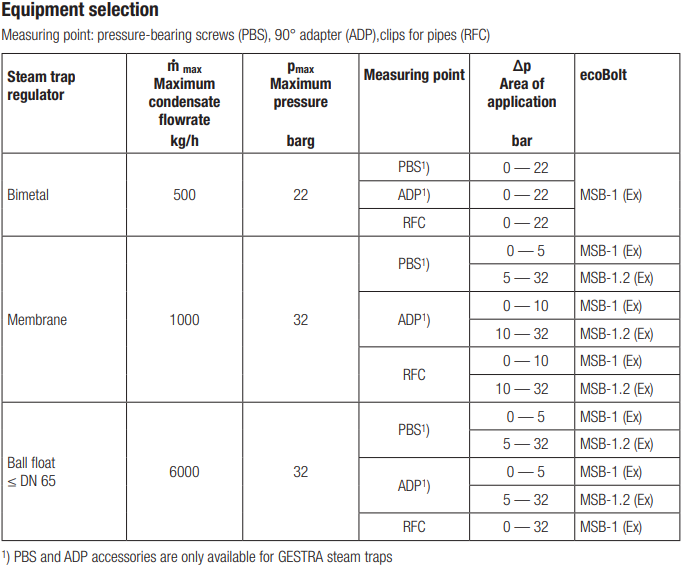 Equipment selection
Measuring point: pressure-bearing screws (PBS), 90° adapter (ADP),clips for pipes (RFC)
Steam trap regulator | ṁ max Maximum condensate flowrate kg/h | pmax Maximum pressure barg | Measuring point | Δp Area of application bar | ecoBolt
Bimetal | 500 | 22 | PBS¹) | 0 — 22 | MSB-1 (Ex)
ADP¹) | 0 — 22
RFC | 0 — 22
Membrane | 1000 | 32 | PBS¹) | 0 — 5 | MSB-1 (Ex)
5 — 32 | MSB-1.2 (Ex)
ADP¹) | 0 — 10 | MSB-1 (Ex)
10 — 32 | MSB-1.2 (Ex)
RFC | 0 — 10 | MSB-1 (Ex)
10 — 32 | MSB-1.2 (Ex)
Ball float ≤ DN 65 | 6000 | 32 | PBS¹) | 0 — 5 | MSB-1 (Ex)
5 — 32 | MSB-1.2 (Ex)
ADP¹) | 0 — 5 | MSB-1 (Ex)
5 — 32 | MSB-1.2 (Ex)
RFC | 0 — 32 | MSB-1 (Ex)
¹) PBS and ADP accessories are only available for GESTRA steam traps